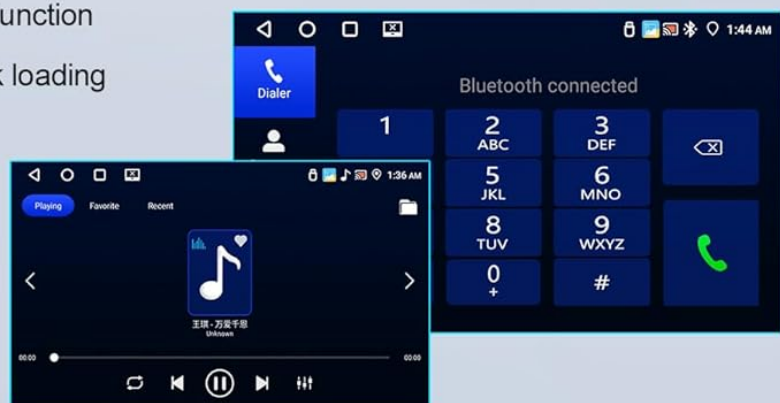 unction
k loading
1:44 AM
Dialer
Bluetooth connected
1
2
ABC
3
DEF
5
JKL
6
MNO
8
TUV
9
WXYZ
0
+
#
1:36 AM
Playing Favorite Recent
王琪-万爱千恩
Unknown
00:00 00:00